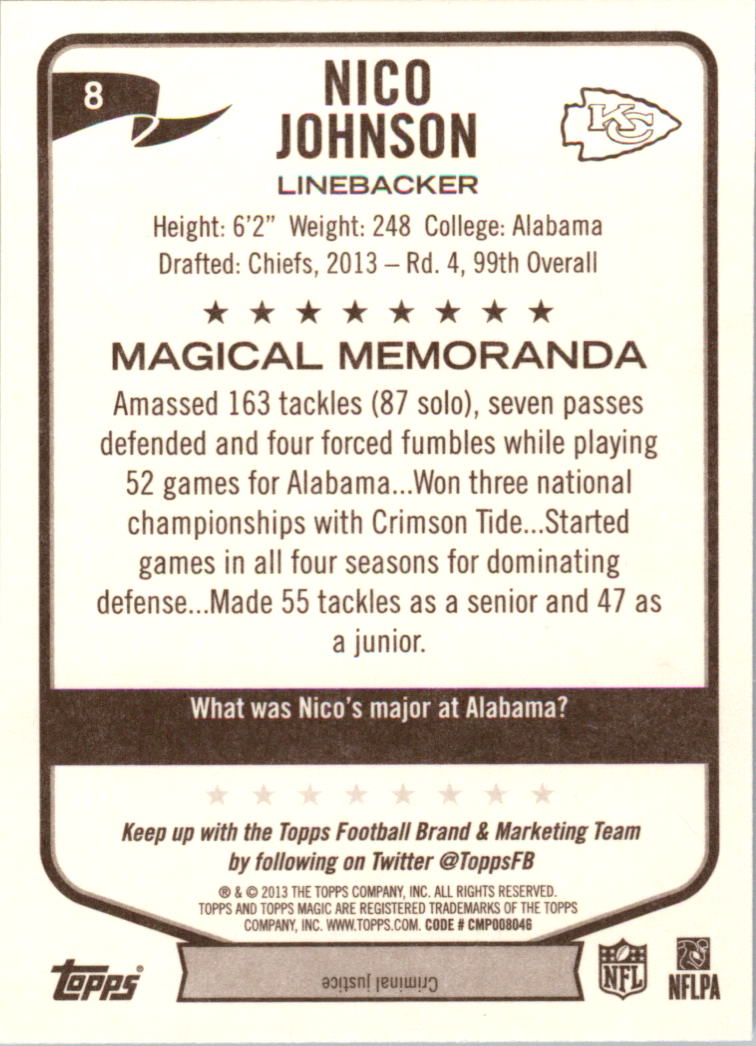 8
NICO
JOHNSON
KC
LINEBACKER
Height: 6'2" Weight: 248 College: Alabama
Drafted: Chiefs, 2013 – Rd. 4, 99th Overall
MAGICAL MEMORANDA
Amassed 163 tackles (87 solo), seven passes
defended and four forced fumbles while playing
52 games for Alabama...Won three national
championships with Crimson Tide...Started
games in all four seasons for dominating
defense...Made 55 tackles as a senior and 47 as
a junior.
What was Nico's major at Alabama?
Keep up with the Topps Football Brand & Marketing Team
by following on Twitter @ToppsFB
® & © 2013 THE TOPPS COMPANY, INC. ALL RIGHTS RESERVED.
TOPPS AND TOPPS MAGIC ARE REGISTERED TRADEMARKS OF THE TOPPS
COMPANY, INC. WWW.TOPPS.COM. CODE # CMP008046
topps®
Criminal justice
NFL
NFLPA